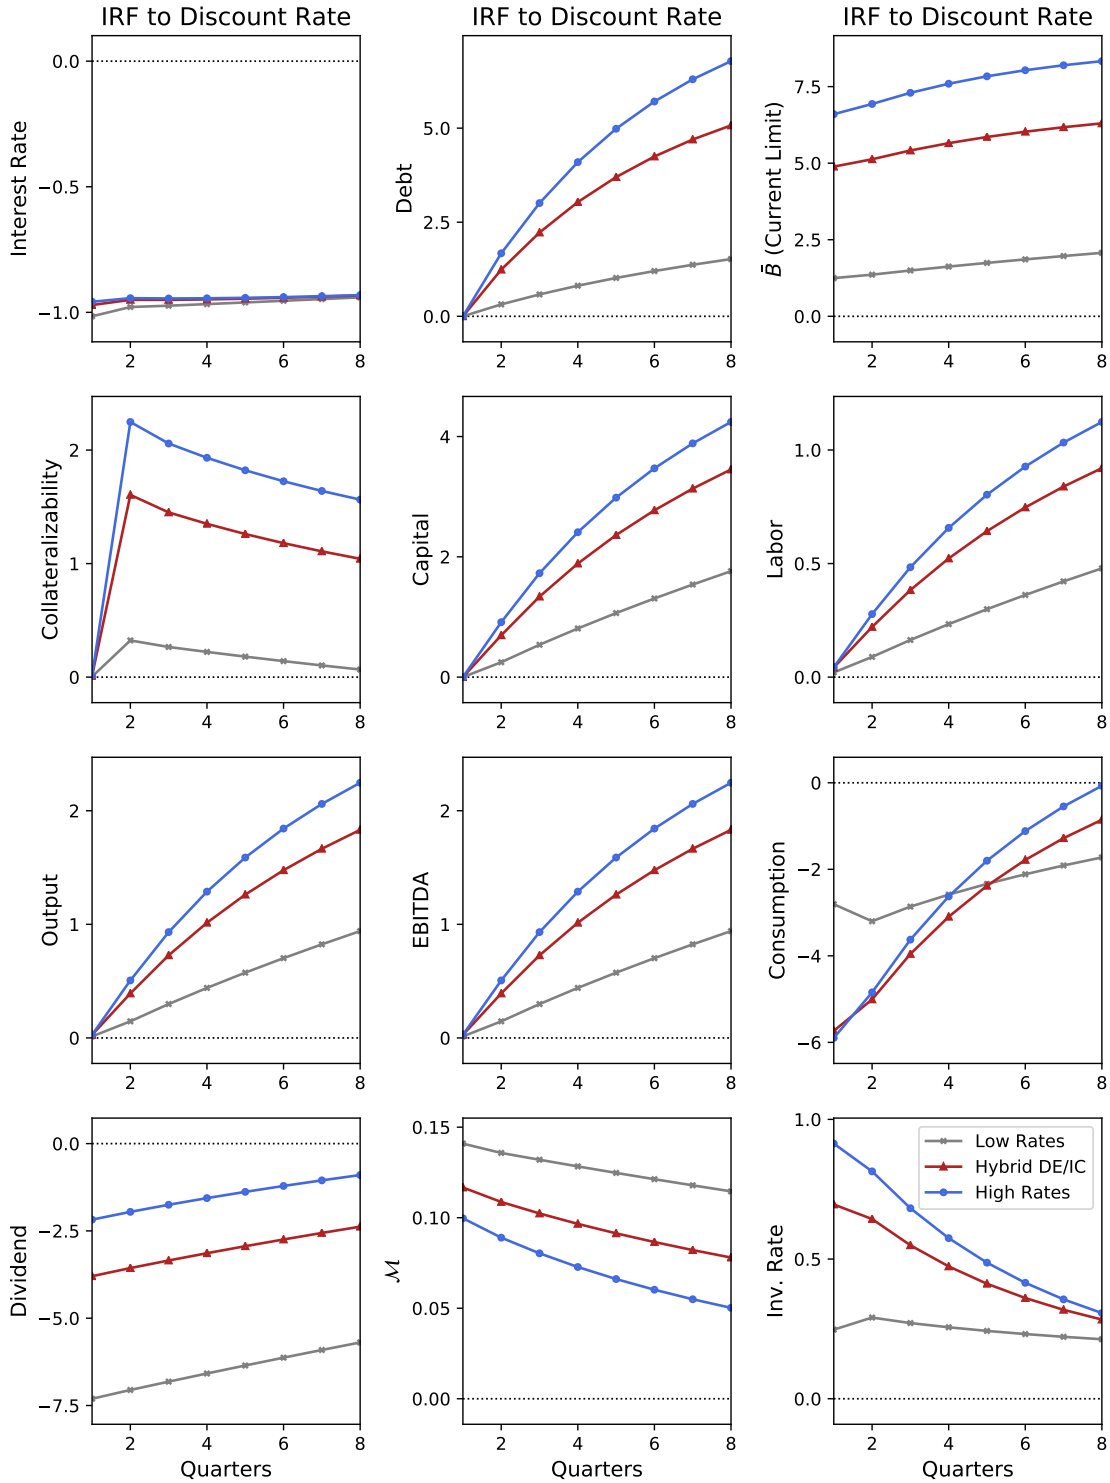 IRF to Discount Rate
IRF to Discount Rate
IRF to Discount Rate
Interest Rate
0.0
−0.5
−1.0
2 4 6 8
Debt
5.0
2.5
0.0
2 4 6 8
B̄ (Current Limit)
7.5
5.0
2.5
0.0
2 4 6 8
Collateralizability
2
1
0
2 4 6 8
Capital
4
2
0
2 4 6 8
Labor
1.0
0.5
0.0
2 4 6 8
Output
2
1
0
2 4 6 8
EBITDA
2
1
0
2 4 6 8
Consumption
0
−2
−4
−6
2 4 6 8
Dividend
0.0
−2.5
−5.0
−7.5
2 4 6 8
Quarters
ℳ
0.15
0.10
0.05
0.00
2 4 6 8
Quarters
Inv. Rate
1.0
0.5
0.0
Low Rates
Hybrid DE/IC
High Rates
2 4 6 8
Quarters